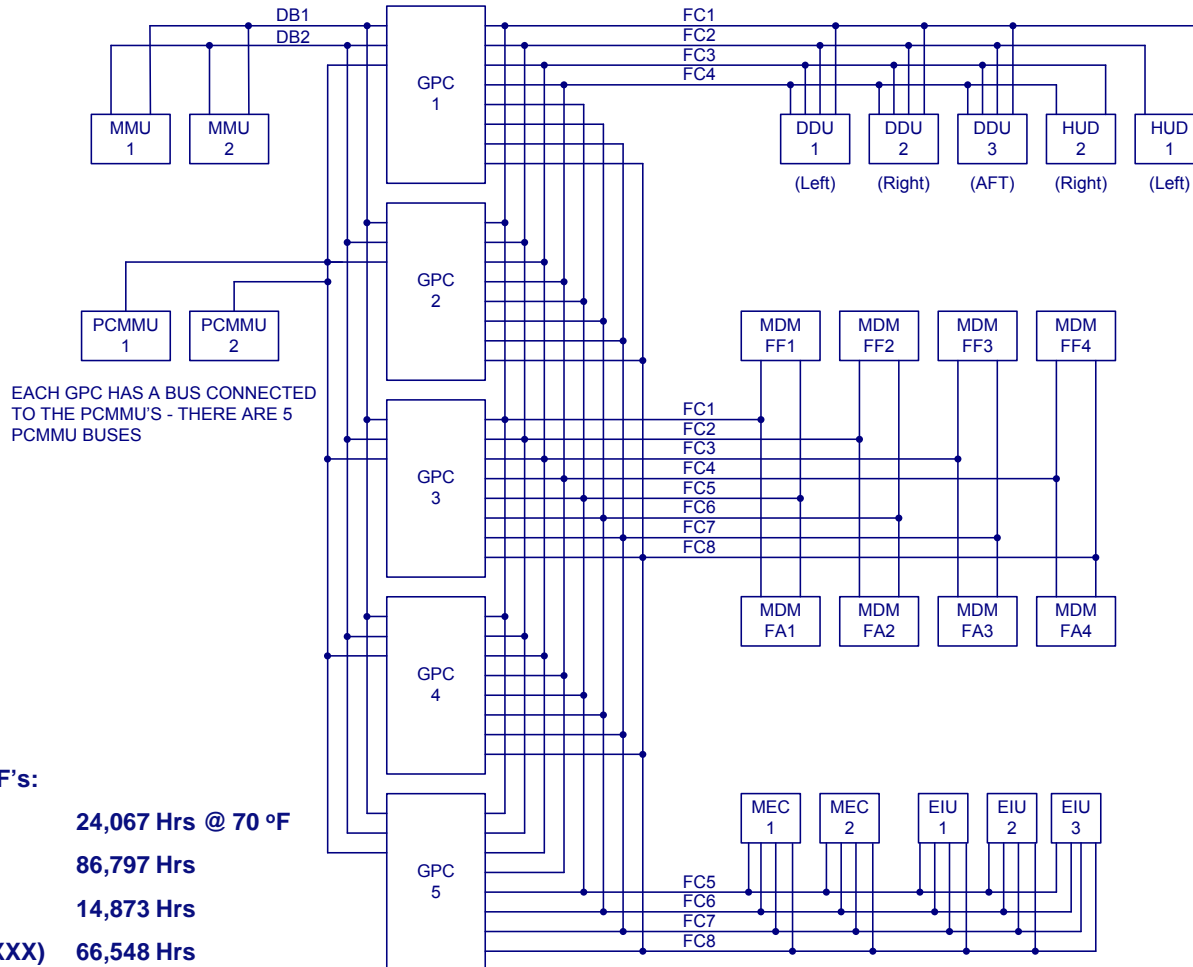 DB1
DB2
FC1
FC2
FC3
FC4
GPC
1
MMU
1
MMU
2
DDU
1
DDU
2
DDU
3
HUD
2
HUD
1
(Left)
(Right)
(AFT)
(Right)
(Left)
GPC
2
PCMMU
1
PCMMU
2
MDM
FF1
MDM
FF2
MDM
FF3
MDM
FF4
EACH GPC HAS A BUS CONNECTED
TO THE PCMMU'S - THERE ARE 5
PCMMU BUSES
GPC
3
FC1
FC2
FC3
FC4
FC5
FC6
FC7
FC8
MDM
FA1
MDM
FA2
MDM
FA3
MDM
FA4
GPC
4
F's:
24,067 Hrs @ 70 ºF
86,797 Hrs
14,873 Hrs
XXX) 66,548 Hrs
GPC
5
MEC
1
MEC
2
EIU
1
EIU
2
EIU
3
FC5
FC6
FC7
FC8